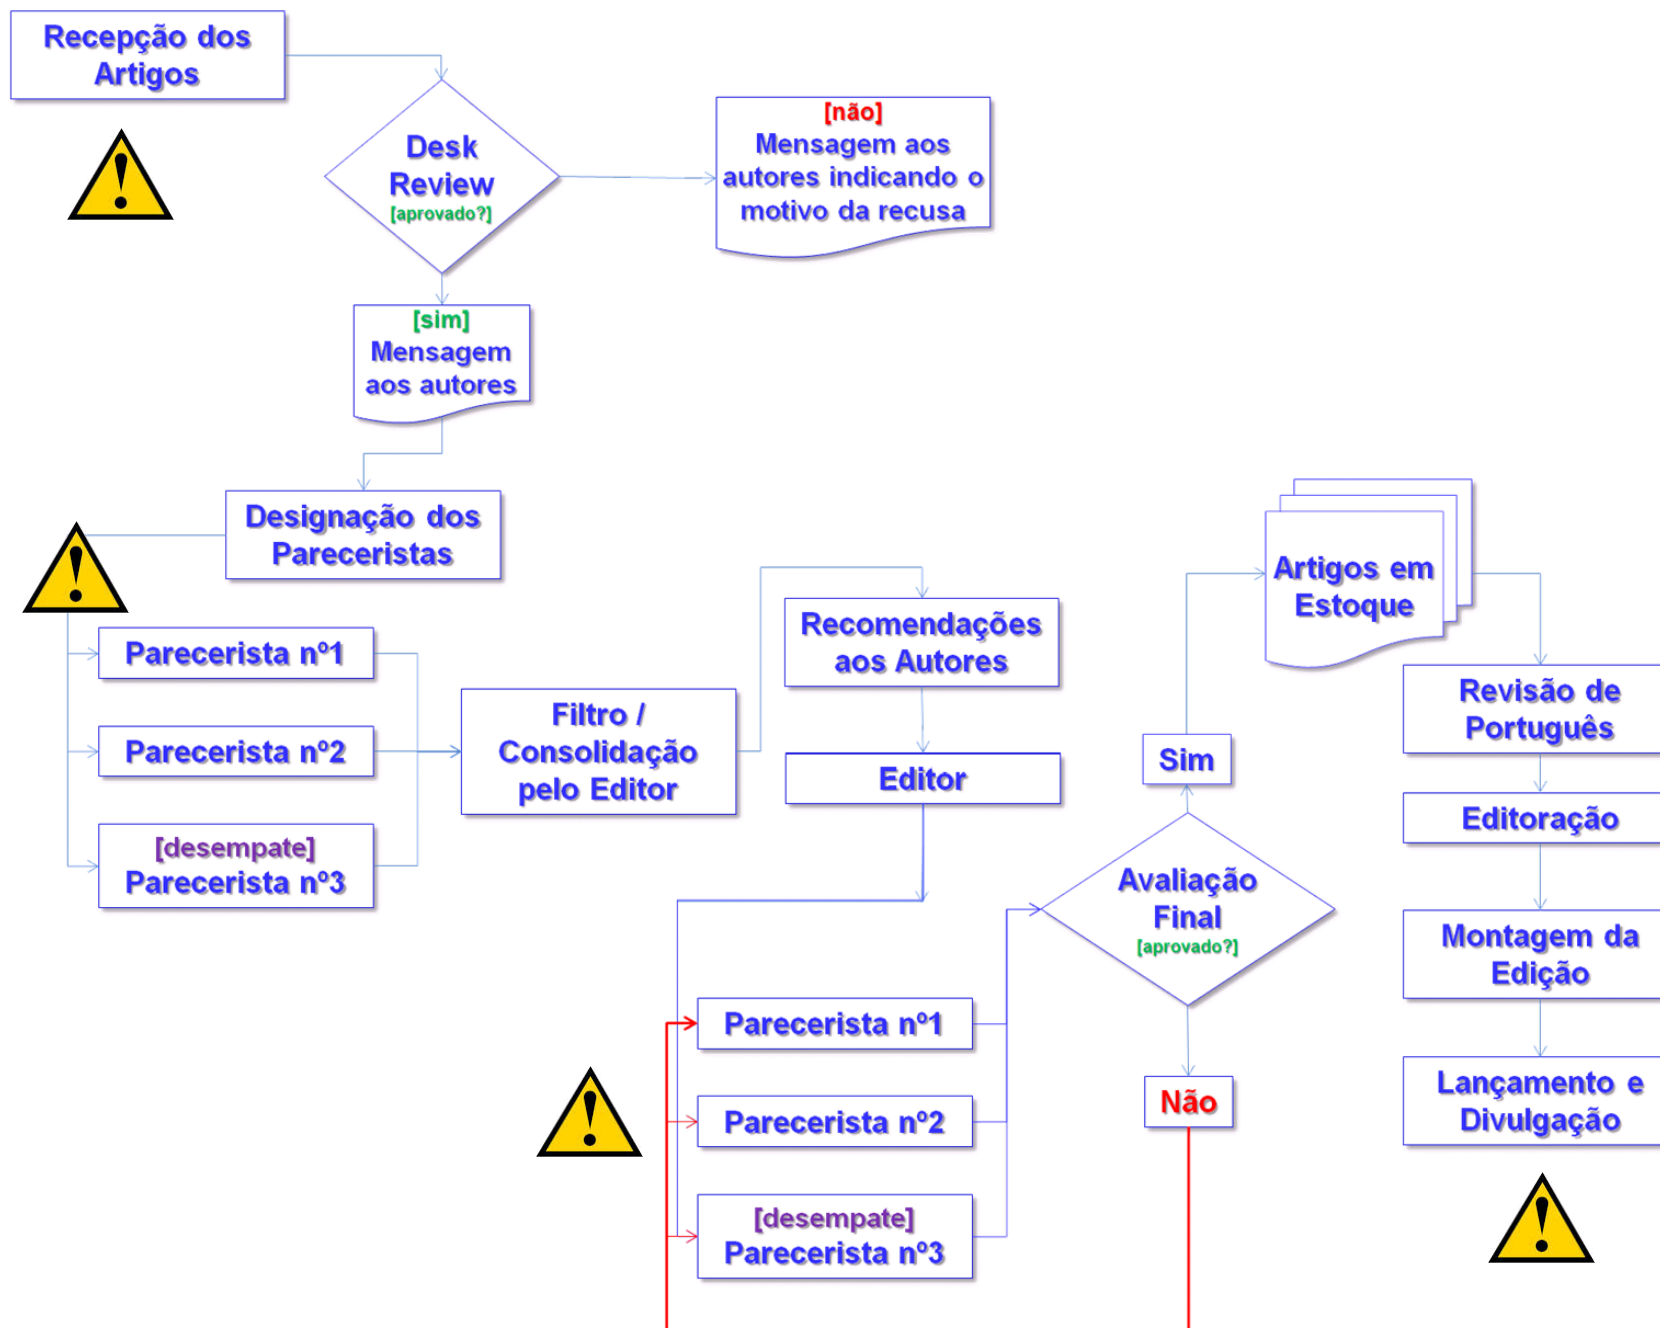 Recepção dos
Artigos
Desk
Review
[aprovado?]
[não]
Mensagem aos
autores indicando o
motivo da recusa
[sim]
Mensagem
aos autores
Designação dos
Pareceristas
Parecerista nº1
Parecerista nº2
[desempate]
Parecerista nº3
Filtro /
Consolidação
pelo Editor
Recomendações
aos Autores
Editor
Parecerista nº1
Parecerista nº2
[desempate]
Parecerista nº3
Avaliação
Final
[aprovado?]
Sim
Não
Artigos em
Estoque
Revisão de
Português
Editoração
Montagem da
Edição
Lançamento e
Divulgação